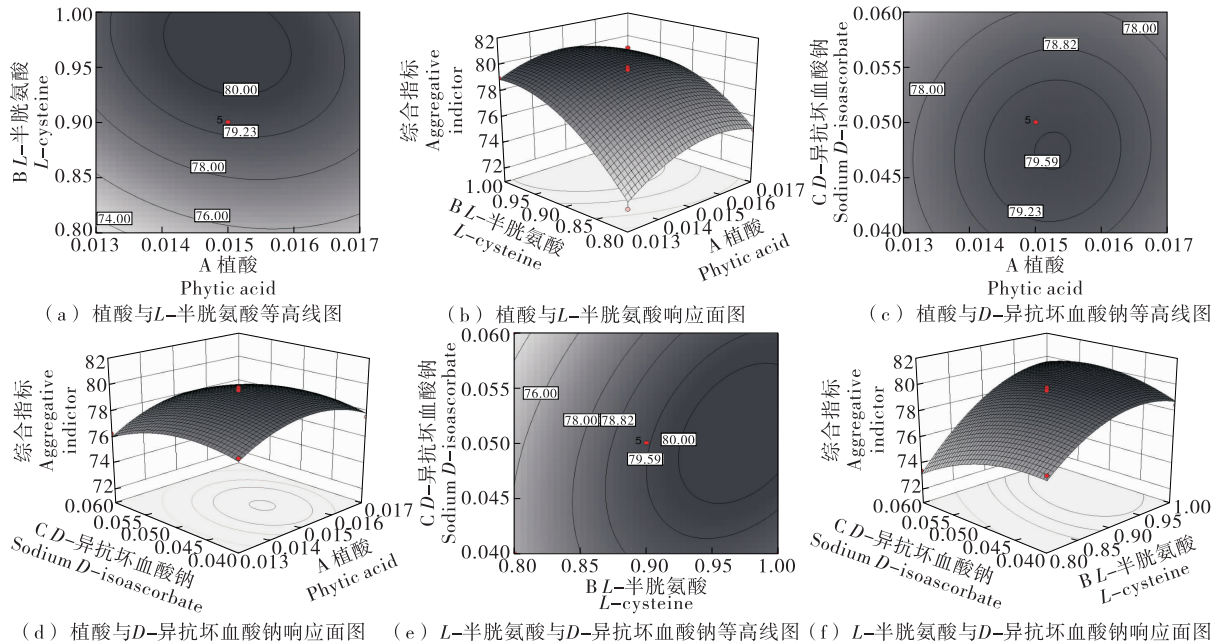 1.00
0.95
0.90
0.85
0.80
B L-半胱氨酸
L-cysteine
80.00
5
79.23
78.00
76.00
74.00
0.013 0.014 0.015 0.016 0.017
A 植酸
Phytic acid
(a) 植酸与L-半胱氨酸等高线图
82
80
78
76
74
72
综合指标
Aggregative
indictor
1.00
0.95
0.90
0.85
0.80
B L-半胱氨酸
L-cysteine
0.017
0.016
0.015
0.014
0.013
A 植酸
Phytic acid
(b) 植酸与L-半胱氨酸响应面图
0.060
0.055
0.050
0.045
0.040
C D-异抗坏血酸钠
Sodium D-isoascorbate
78.00
78.82
78.00
5
79.59
79.23
0.013 0.014 0.015 0.016 0.017
A 植酸
Phytic acid
(c) 植酸与D-异抗坏血酸钠等高线图
82
80
78
76
74
72
综合指标
Aggregative
indictor
0.060
0.055
0.050
0.045
0.040
C D-异抗坏血酸钠
Sodium D-isoascorbate
0.017
0.016
0.015
0.014
0.013
A 植酸
Phytic acid
(d) 植酸与D-异抗坏血酸钠响应面图
0.060
0.055
0.050
0.045
0.040
C D-异抗坏血酸钠
Sodium D-isoascorbate
76.00
78.00 78.82
5
80.00
79.59
0.80 0.85 0.90 0.95 1.00
B L-半胱氨酸
L-cysteine
(e) L-半胱氨酸与D-异抗坏血酸钠等高线图
82
80
78
76
74
72
综合指标
Aggregative
indictor
0.060
0.055
0.050
0.045
0.040
C D-异抗坏血酸钠
Sodium D-isoascorbate
1.00
0.95
0.90
0.85
0.80
B L-半胱氨酸
L-cysteine
(f) L-半胱氨酸与D-异抗坏血酸钠响应面图